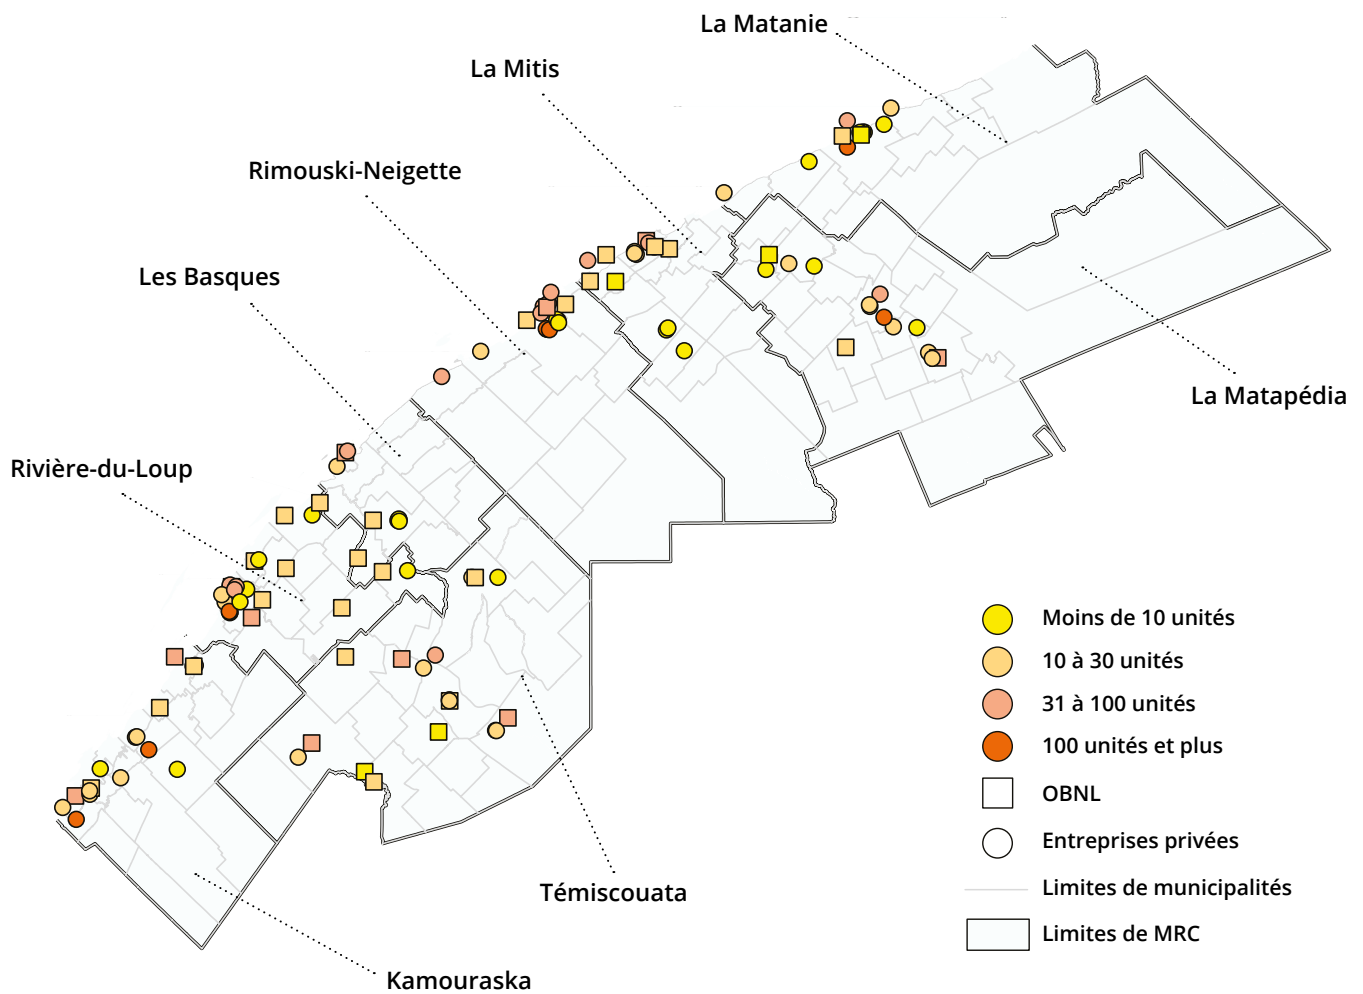 La Matanie
La Mitis
Rimouski-Neigette
Les Basques
La Matapédia
Rivière-du-Loup
Moins de 10 unités
10 à 30 unités
31 à 100 unités
100 unités et plus
OBNL
Entreprises privées
Limites de municipalités
Limites de MRC
Témiscouata
Kamouraska